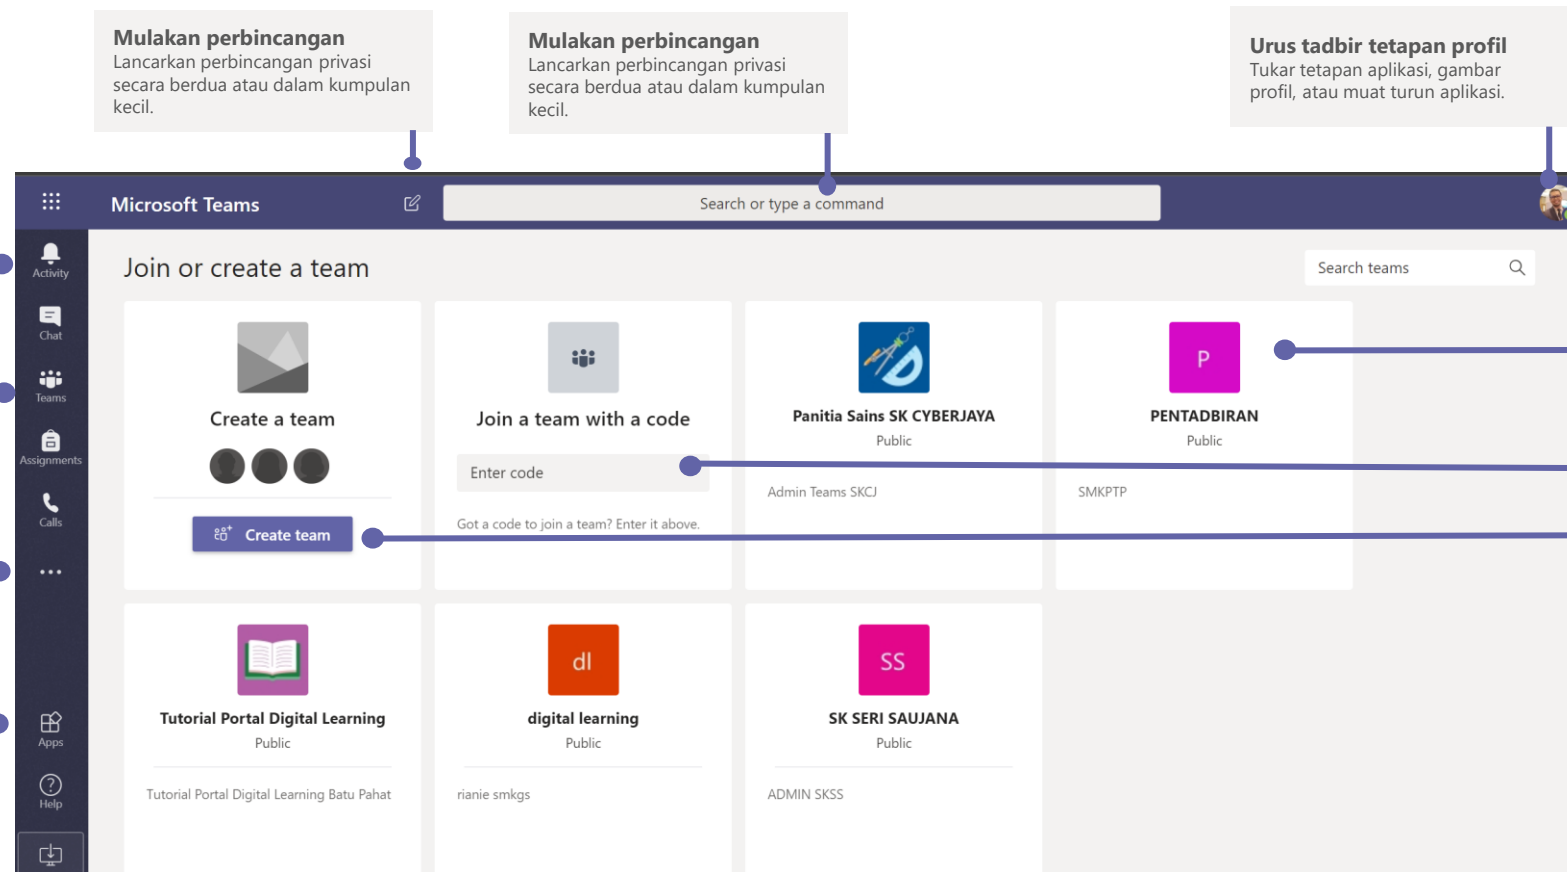 Mulakan perbincangan
Lancarkan perbincangan privasi
secara berdua atau dalam kumpulan
kecil.
Mulakan perbincangan
Lancarkan perbincangan privasi
secara berdua atau dalam kumpulan
kecil.
Urus tadbir tetapan profil
Tukar tetapan aplikasi, gambar
profil, atau muat turun aplikasi.
Microsoft Teams
Search or type a command
Activity
Chat
Teams
Assignments
Calls
Apps
Help
Join or create a team
Search teams
Create a team
Create team
Join a team with a code
Enter code
Got a code to join a team? Enter it above.
Panitia Sains SK CYBERJAYA
Public
Admin Teams SKCJ
P
PENTADBIRAN
Public
SMKPTP
Tutorial Portal Digital Learning
Public
Tutorial Portal Digital Learning Batu Pahat
dl
digital learning
Public
rianie smkgs
SS
SK SERI SAUJANA
Public
ADMIN SKSS